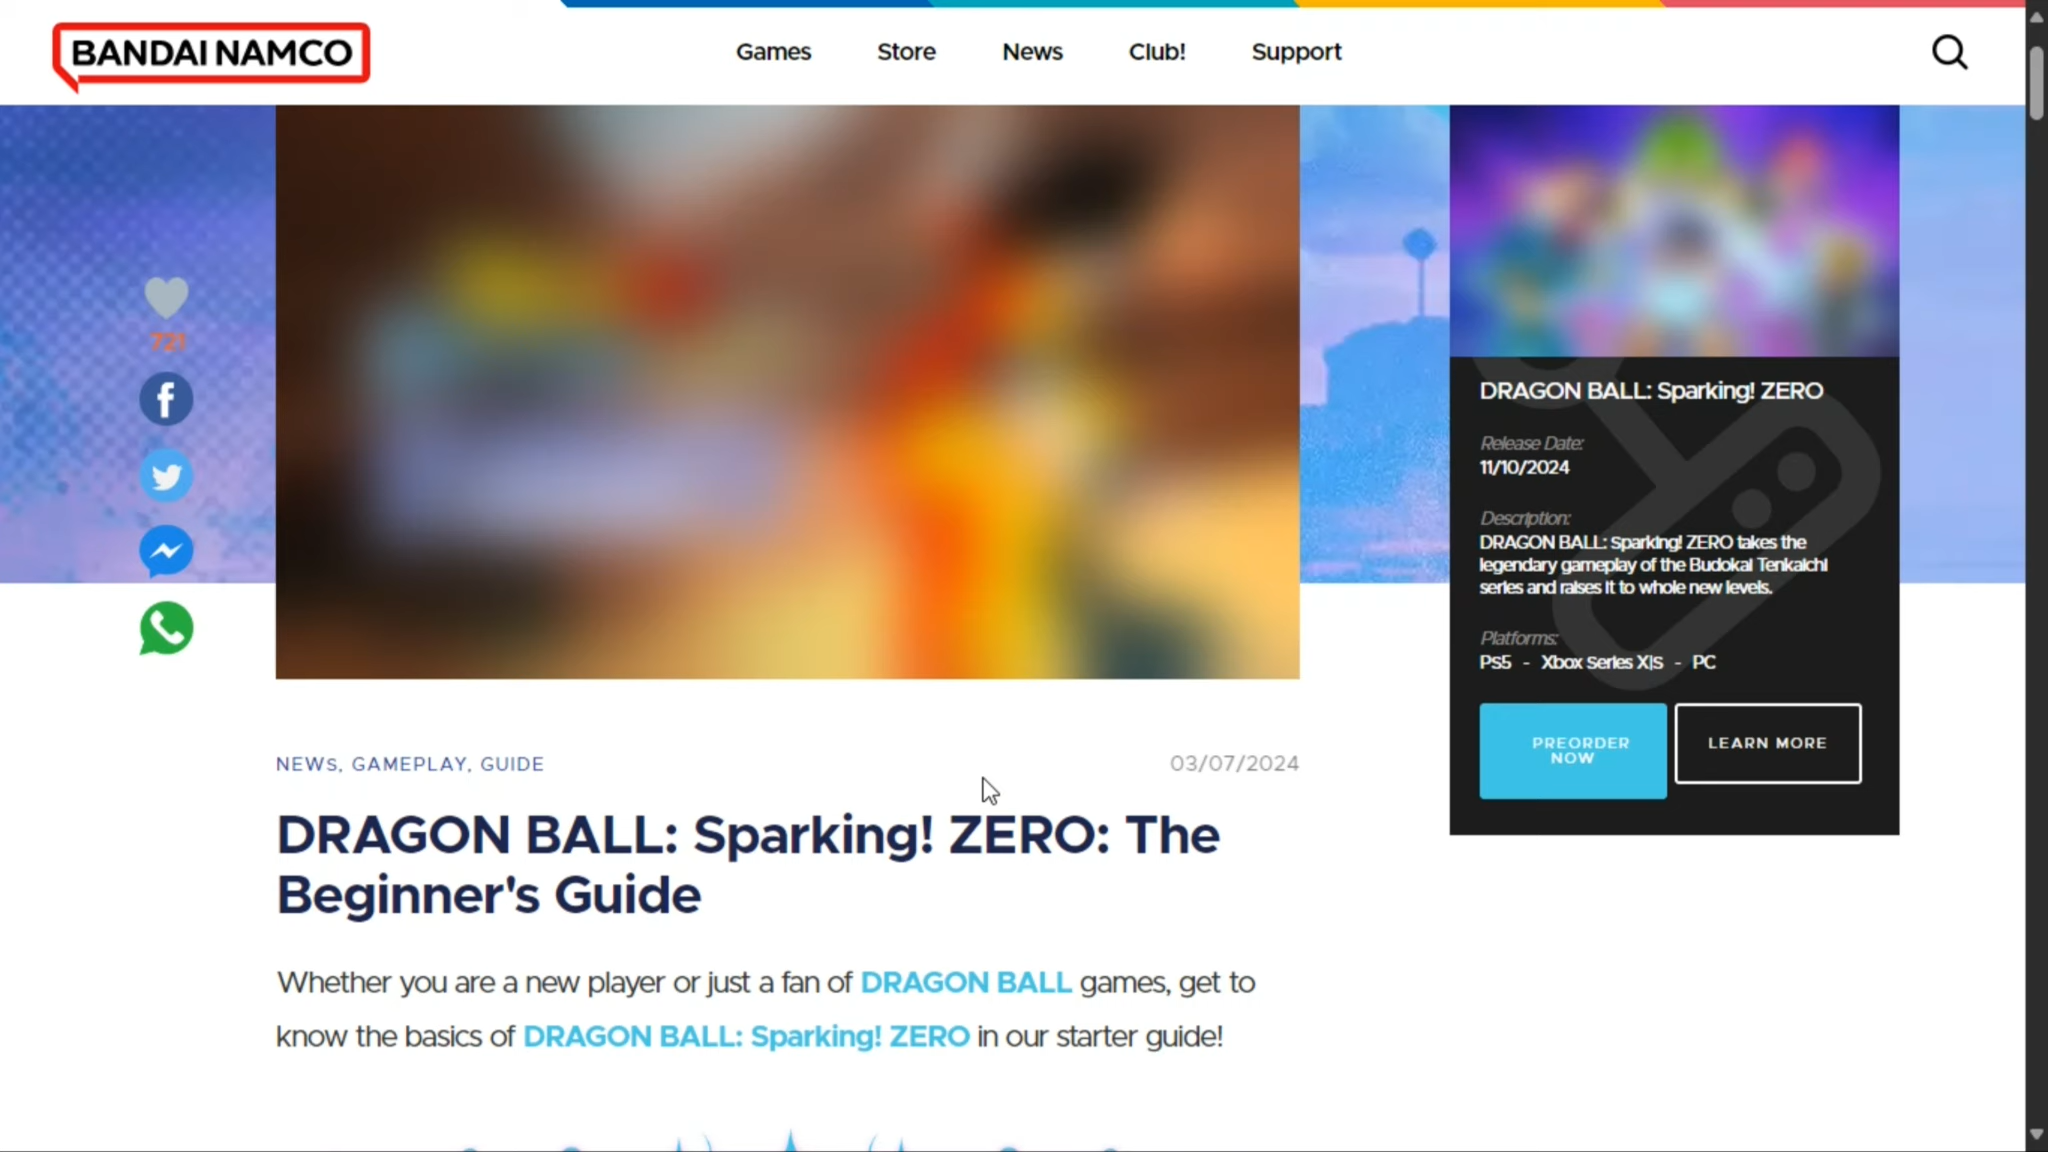 BANDAI NAMCO
Games Store News Club! Support
721
NEWS, GAMEPLAY, GUIDE
03/07/2024
DRAGON BALL: Sparking! ZERO: The
Beginner's Guide
Whether you are a new player or just a fan of DRAGON BALL games, get to
know the basics of DRAGON BALL: Sparking! ZERO in our starter guide!
DRAGON BALL: Sparking! ZERO
Release Date:
11/10/2024
Description:
DRAGON BALL: Sparking! ZERO takes the
legendary gameplay of the Budokai Tenkaichi
series and raises it to whole new levels.
Platforms:
Ps5 - Xbox Series X|S - PC
PREORDER
NOW
LEARN MORE